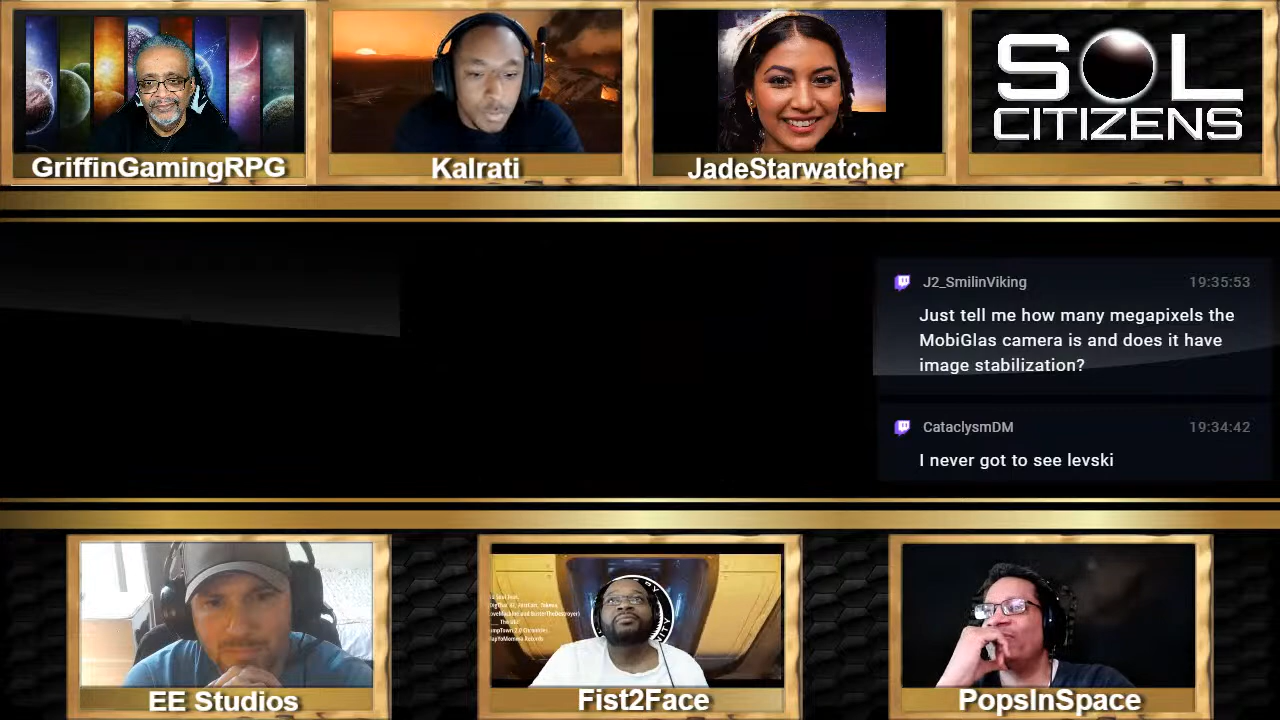 SOL
CITIZENS
GriffinGamingRPG
Kalrati
JadeStarwatcher
J2_SmilinViking 19:35:53
Just tell me how many megapixels the
MobiGlas camera is and does it have
image stabilization?
CataclysmDM 19:34:42
I never got to see levski
EE Studios
Fist2Face
PopsInSpace